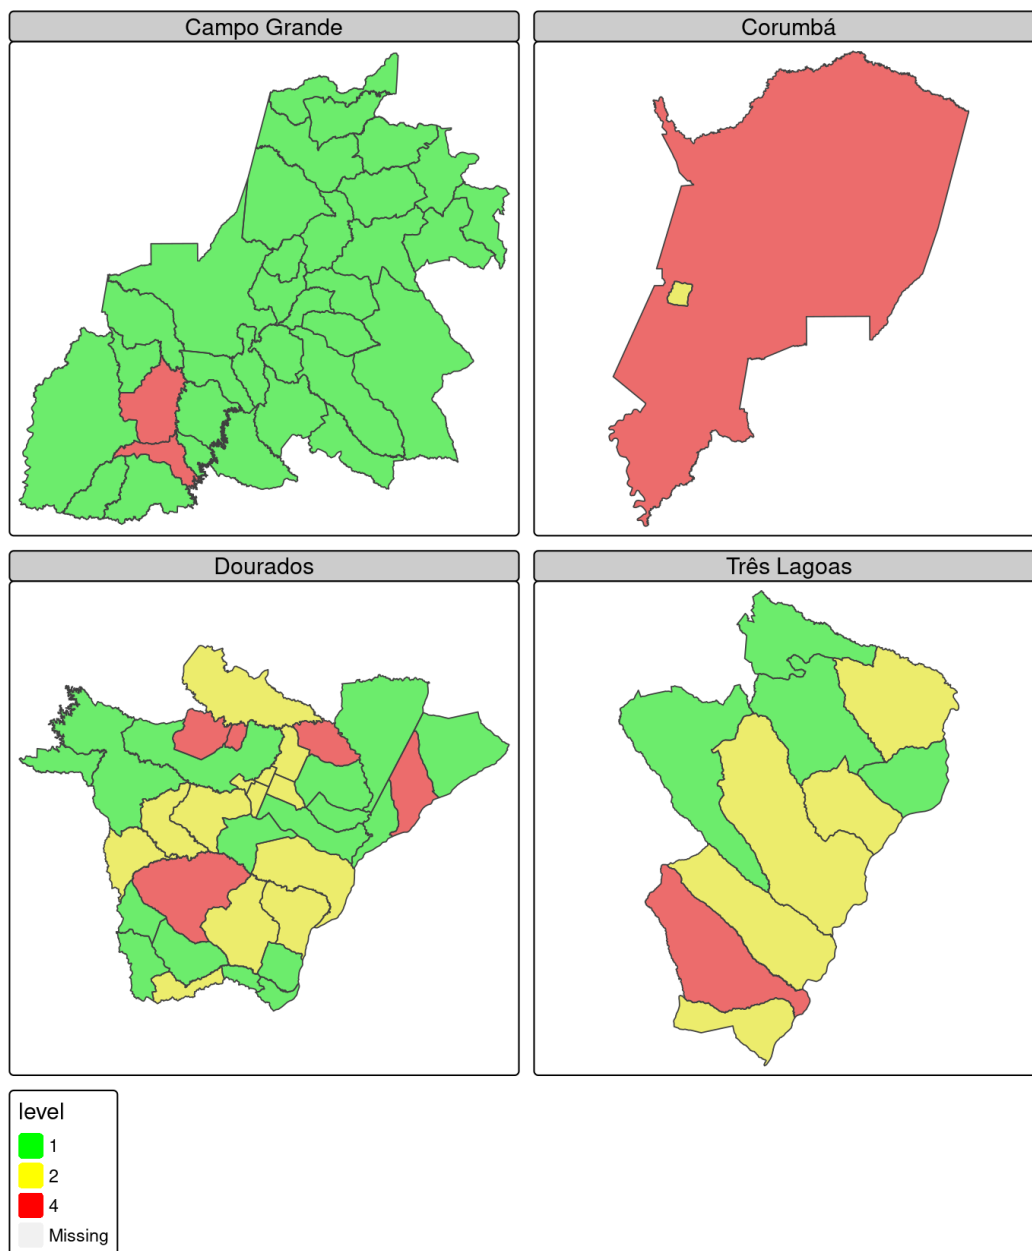 Campo Grande
Corumbá
Dourados
Três Lagoas
level
1
2
4
Missing